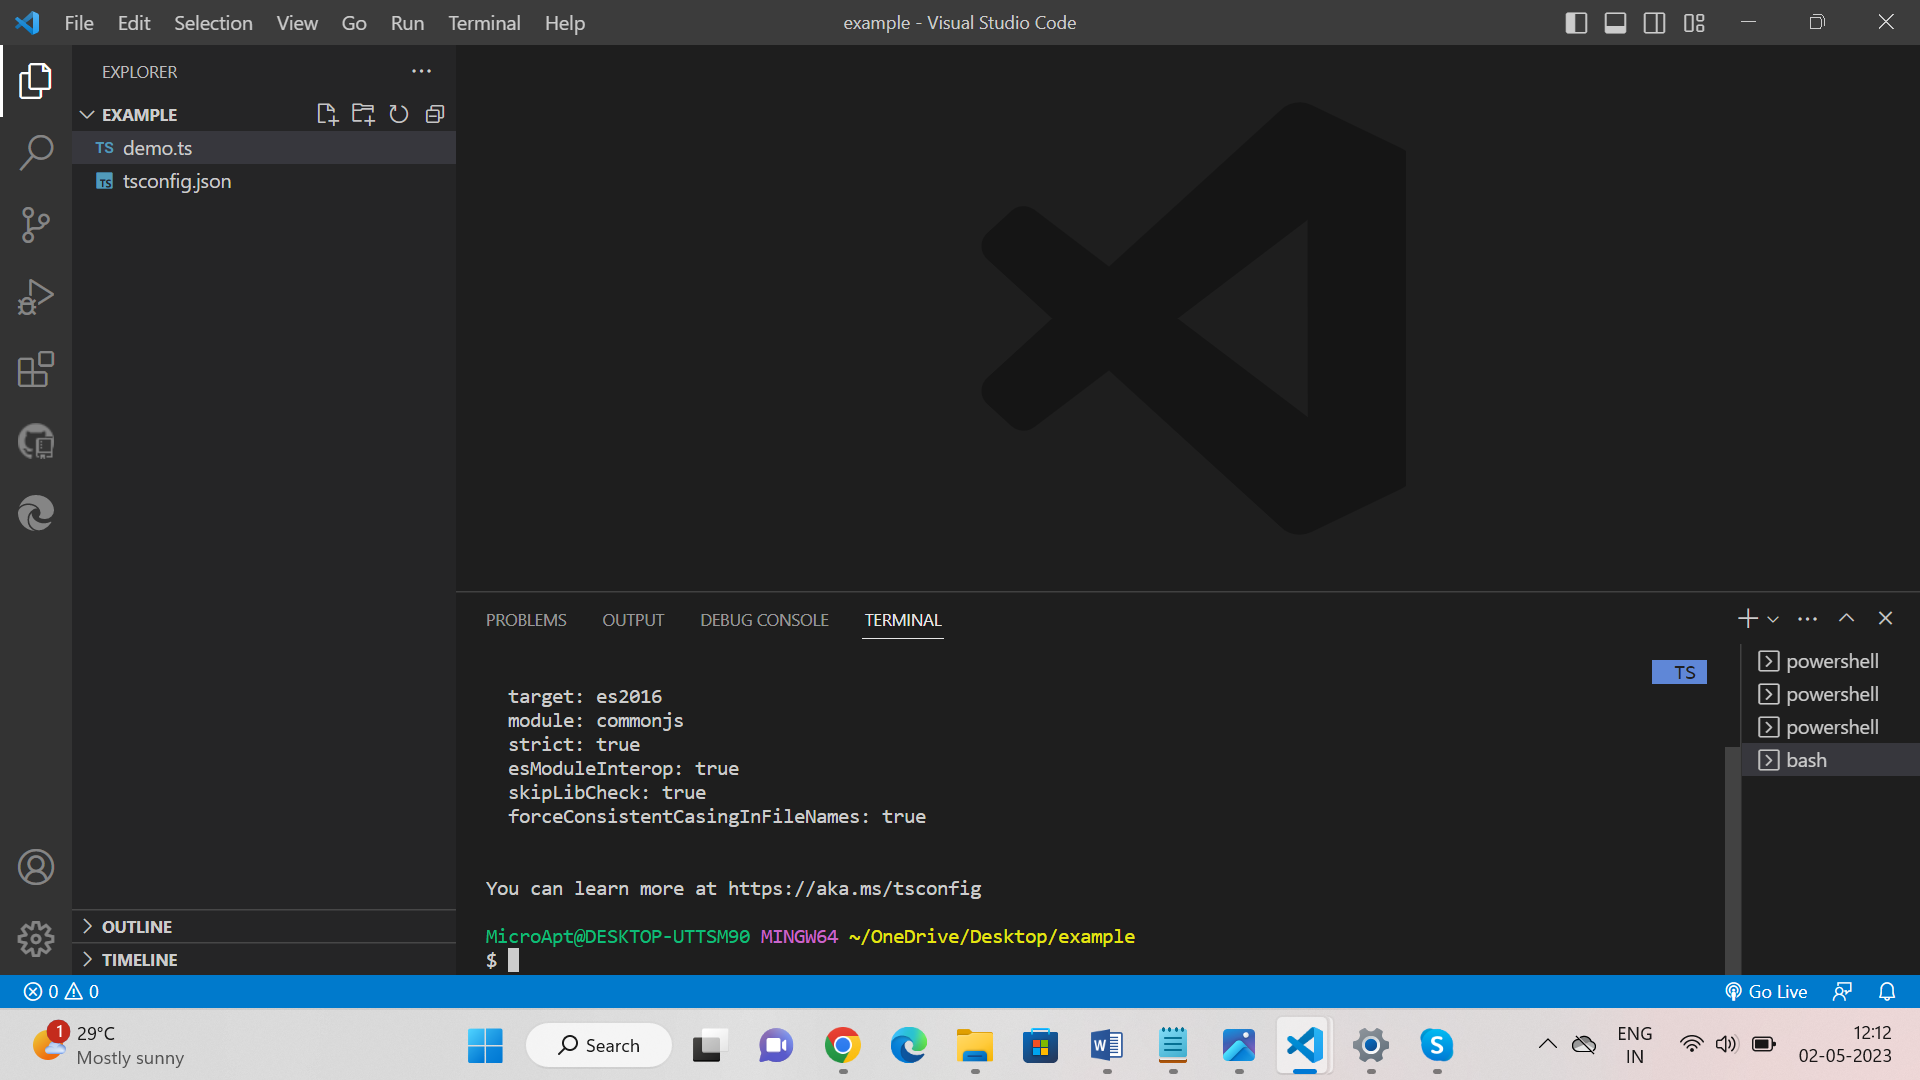 File Edit Selection View Go Run Terminal Help
example - Visual Studio Code
EXPLORER
EXAMPLE
TS demo.ts
TS tsconfig.json
OUTLINE
TIMELINE
PROBLEMS OUTPUT DEBUG CONSOLE TERMINAL
TS
target: es2016
module: commonjs
strict: true
esModuleInterop: true
skipLibCheck: true
forceConsistentCasingInFileNames: true
You can learn more at https://aka.ms/tsconfig
MicroApt@DESKTOP-UTTSM90 MINGW64 ~/OneDrive/Desktop/example
$
powershell
powershell
powershell
bash
0 0
Go Live
1
29°C
Mostly sunny
Search
W
S
ENG
IN
12:12
02-05-2023